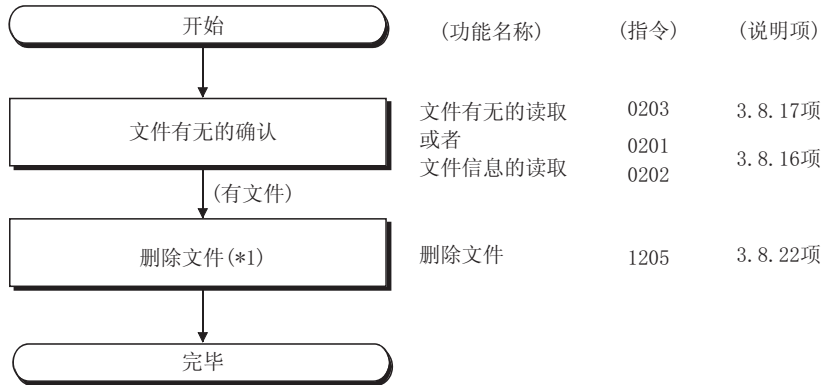 开始 (功能名称) (指令) (说明项)
文件有无的确认
文件有无的读取 0203 3.8.17项
或者
文件信息的读取 0201 3.8.16项
0202
(有文件)
删除文件(*1) 删除文件 1205 3.8.22项
完毕